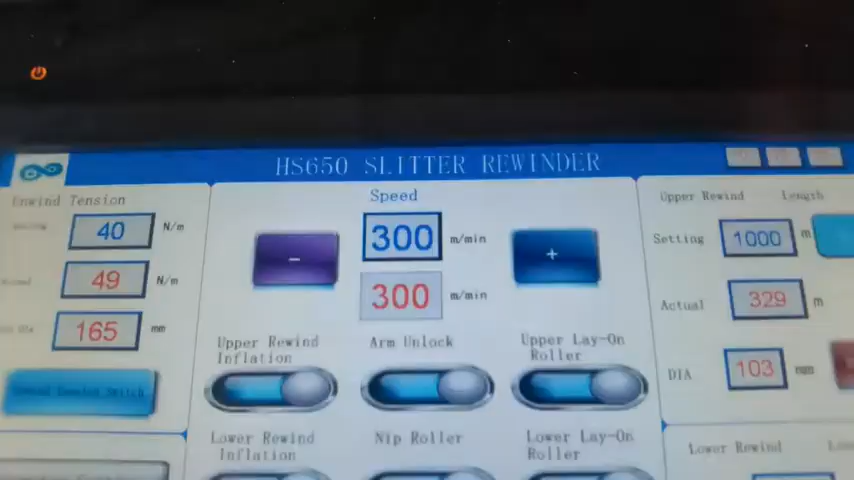 HS650 SLITTER REWINDER
Unwind Tension
40 N/m
49 N/m
165 mm
Speed
-
300 m/min
+
300 m/min
Upper Rewind
Inflation
Arm Unlock
Upper Lay-On
Roller
Lower Rewind
Inflation
Nip Roller
Lower Lay-On
Roller
Upper Rewind Length
Setting 1000 m
Actual 329 m
DIA 103 mm
Lower Rewind